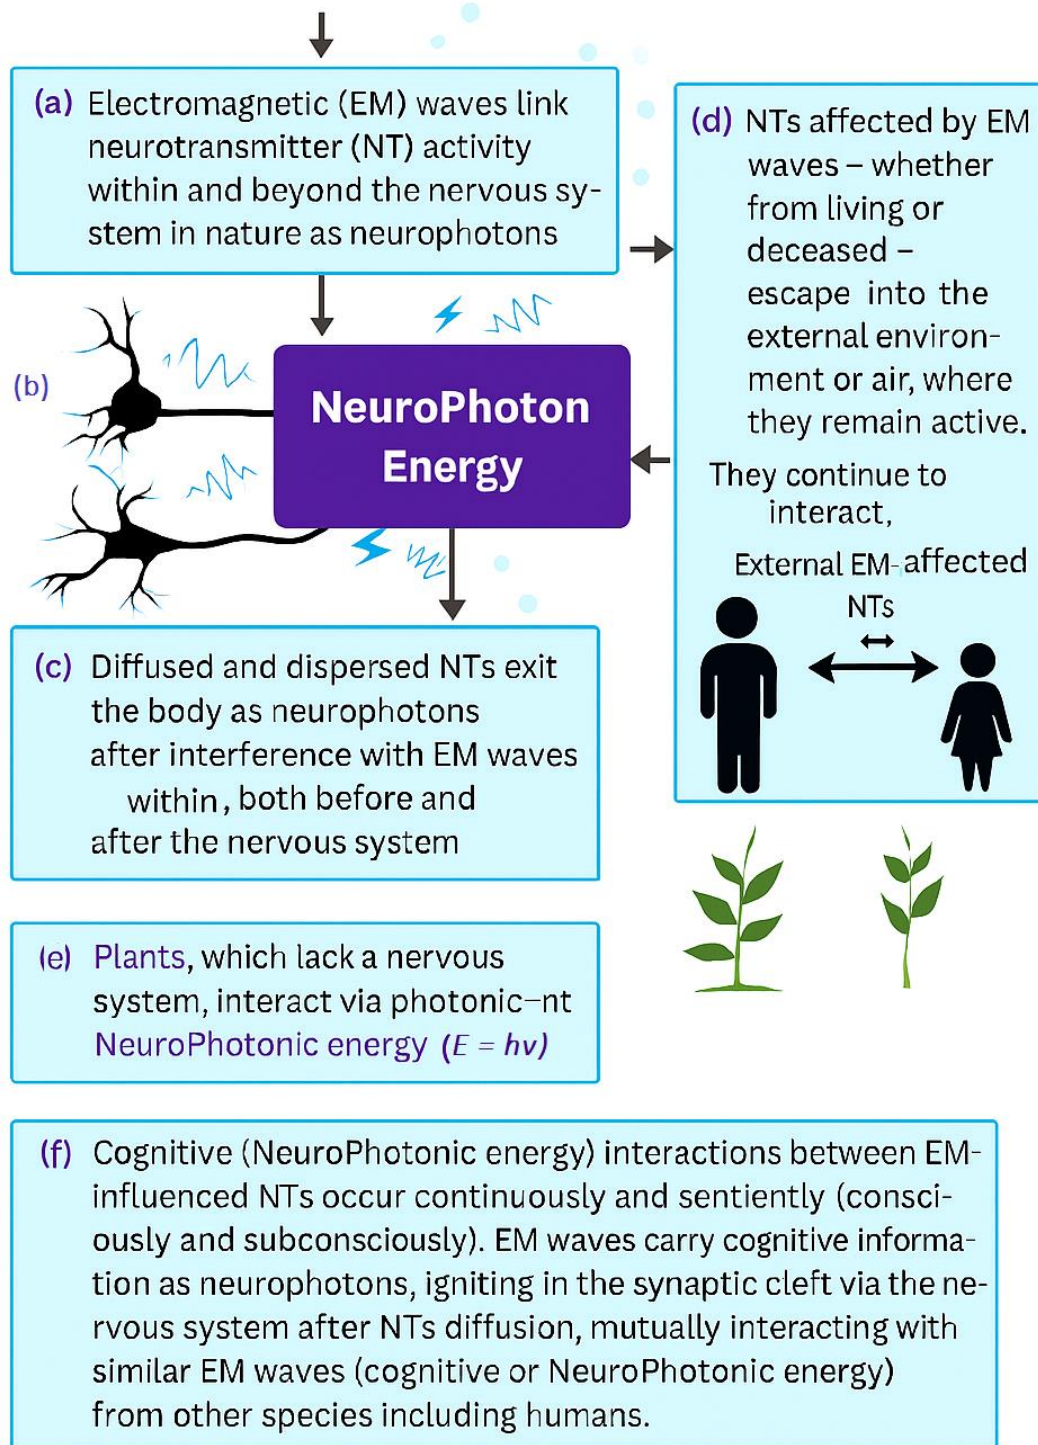 (a) Electromagnetic (EM) waves link
neurotransmitter (NT) activity
within and beyond the nervous sy-
stem in nature as neurophotons
(b)
NeuroPhoton
Energy
(c) Diffused and dispersed NTs exit
the body as neurophotons
after interference with EM waves
within, both before and
after the nervous system
(d) NTs affected by EM
waves – whether
from living or
deceased –
escape into the
external environ-
ment or air, where
they remain active.
They continue to
interact,
External EM-affected
NTs
(e) Plants, which lack a nervous
system, interact via photonic–nt
NeuroPhotonic energy (E = hv)
(f) Cognitive (NeuroPhotonic energy) interactions between EM-
influenced NTs occur continuously and sentiently (consci-
ously and subconsciously). EM waves carry cognitive informa-
tion as neurophotons, igniting in the synaptic cleft via the ne-
rvous system after NTs diffusion, mutually interacting with
similar EM waves (cognitive or NeuroPhotonic energy)
from other species including humans.